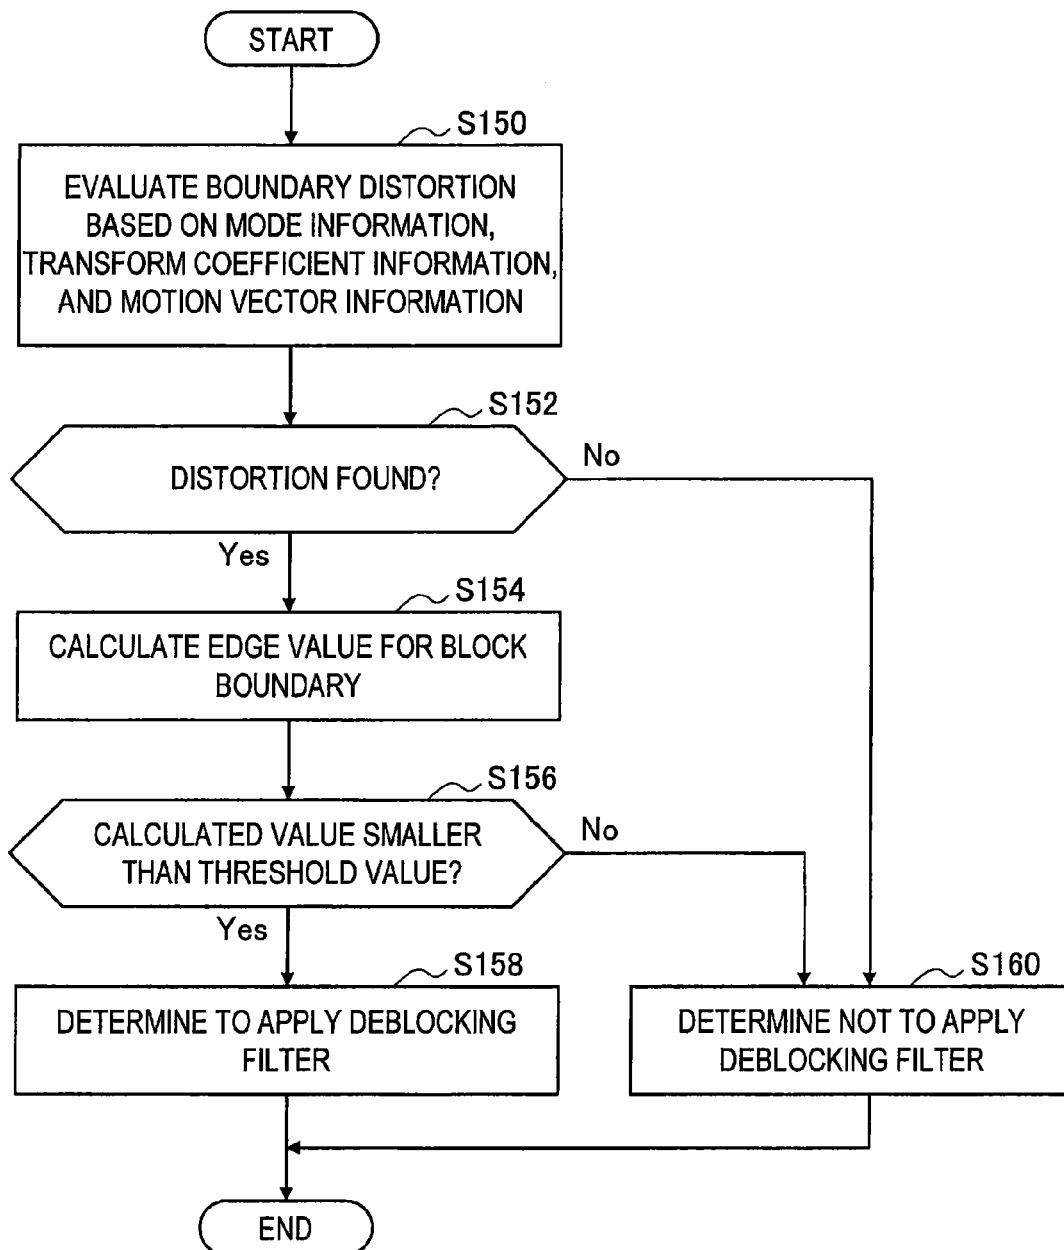 START
S150
EVALUATE BOUNDARY DISTORTION
BASED ON MODE INFORMATION,
TRANSFORM COEFFICIENT INFORMATION,
AND MOTION VECTOR INFORMATION
S152
DISTORTION FOUND?
No
Yes
S154
CALCULATE EDGE VALUE FOR BLOCK
BOUNDARY
S156
CALCULATED VALUE SMALLER
THAN THRESHOLD VALUE?
No
Yes
S158
DETERMINE TO APPLY DEBLOCKING
FILTER
S160
DETERMINE NOT TO APPLY
DEBLOCKING FILTER
END